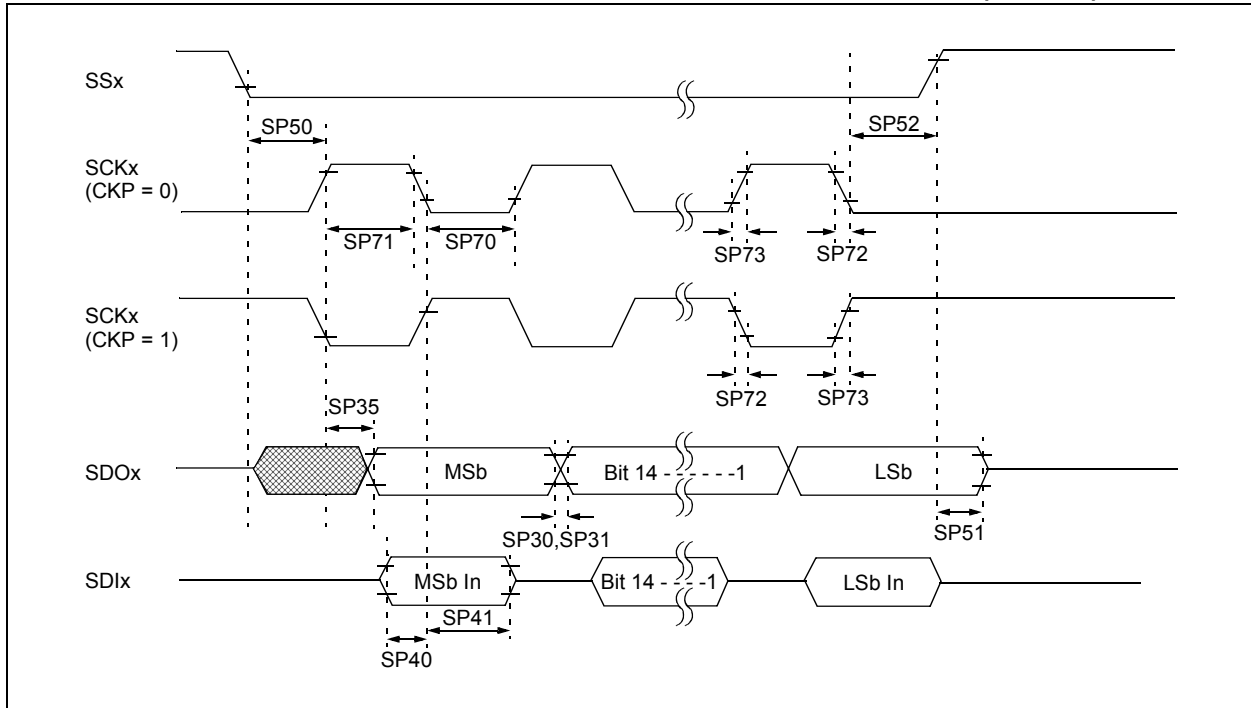 SSx
SP50
SP52
SCKx
(CKP = 0)
SP71
SP70
SP73
SP72
SCKx
(CKP = 1)
SP72
SP73
SP35
SDOx
MSb
Bit 14 - - - - - -1
LSb
SP30,SP31
SP51
SDIx
MSb In
Bit 14 - - - -1
LSb In
SP41
SP40